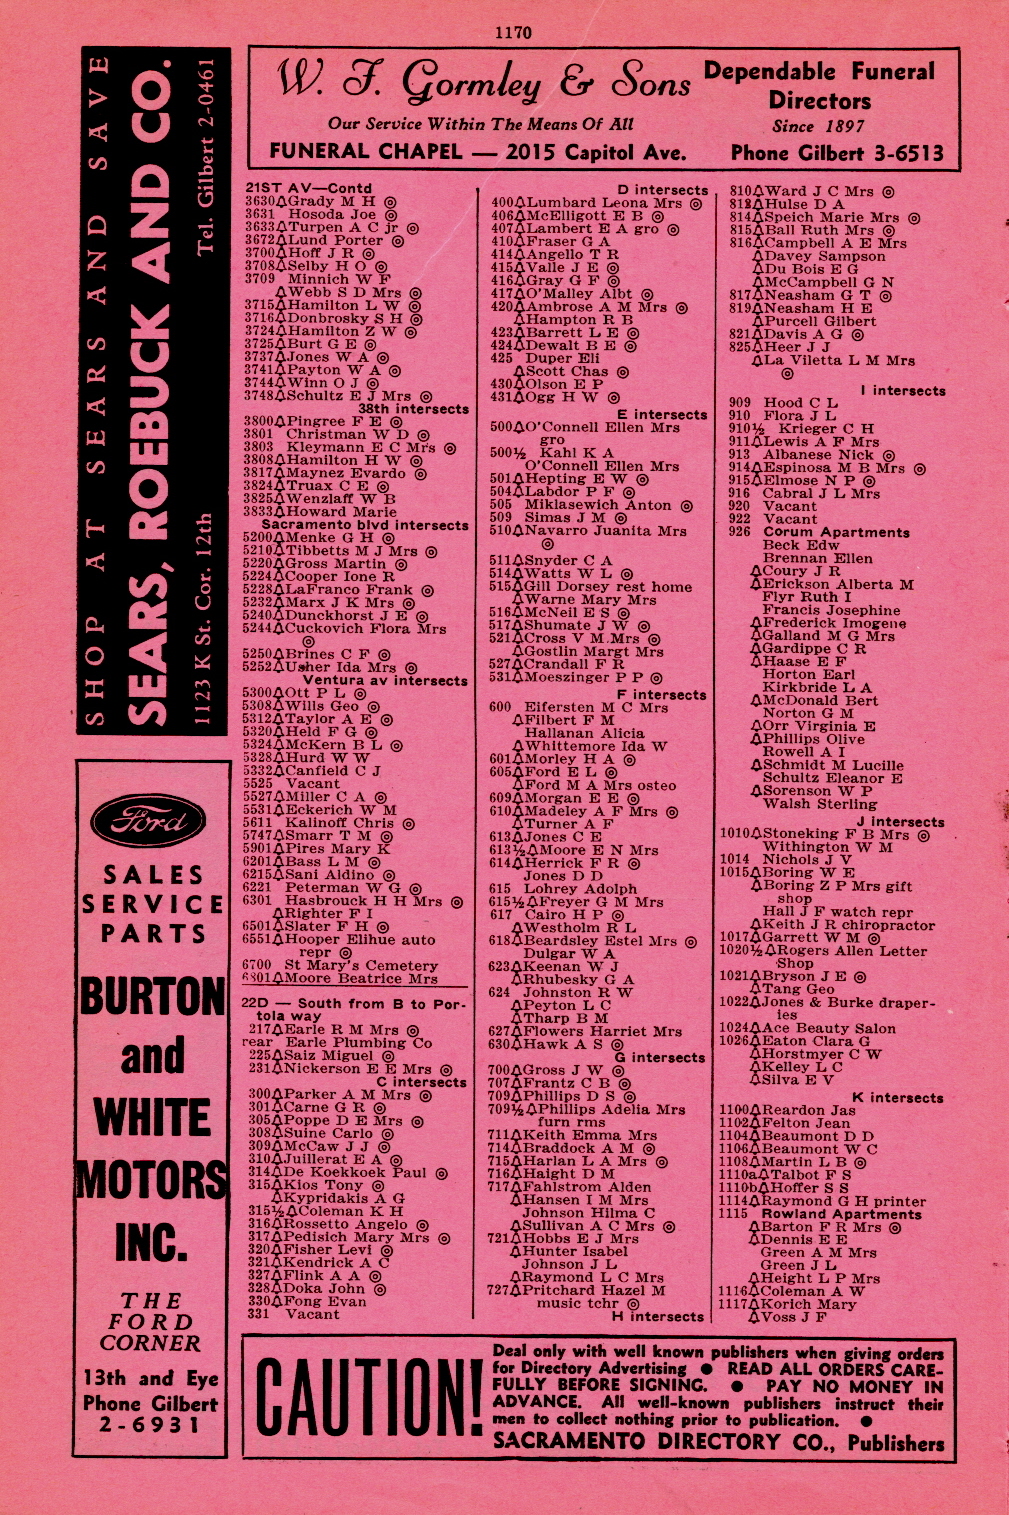 1170
SHOP AT SEARS AND SAVE
SEARS, ROEBUCK AND CO.
1123 K St. Cor. 12th Tel. Gilbert 2-0461
Ford
SALES
SERVICE
PARTS
BURTON
and
WHITE
MOTORS
INC.
THE
FORD
CORNER
13th and Eye
Phone Gilbert
2-6931
W. F. Gormley & Sons
Our Service Within The Means Of All
FUNERAL CHAPEL — 2015 Capitol Ave.
Dependable Funeral
Directors
Since 1897
Phone Gilbert 3-6513
21ST AV—Contd
3630△Grady M H ◎
3631 Hosoda Joe ◎
3633△Turpen A C jr ◎
3672△Lund Porter ◎
3700△Hoff J R ◎
3708△Selby H O ◎
3709 Minnich W F
△Webb S D Mrs ◎
3715△Hamilton L W ◎
3716△Donbrosky S H ◎
3724△Hamilton Z W ◎
3725△Burt G E ◎
3737△Jones W A ◎
3741△Payton W A ◎
3744△Winn O J ◎
3748△Schultz E J Mrs ◎
38th intersects
3800△Pingree F E ◎
3801 Christman W D ◎
3803 Kleymann E C Mrs ◎
3808△Hamilton H W ◎
3817△Maynez Evardo ◎
3824△Truax C E ◎
3825△Wenzlaff W B
3833△Howard Marie
Sacramento blvd intersects
5200△Menke G H ◎
5210△Tibbetts M J Mrs ◎
5220△Gross Martin ◎
5224△Cooper Ione R
5228△LaFranco Frank ◎
5232△Marx J K Mrs ◎
5240△Dunckhorst J E ◎
5244△Cuckovich Flora Mrs
◎
5250△Brines C F ◎
5252△Usher Ida Mrs ◎
Ventura av intersects
5300△Ott P L ◎
5308△Wills Geo ◎
5312△Taylor A E ◎
5320△Held F G ◎
5324△McKern B L ◎
5328△Hurd W W
5332△Canfield C J
5525 Vacant
5527△Miller C A ◎
5531△Eckerich W M
5611 Kalinoff Chris ◎
5747△Smarr T M ◎
5901△Pires Mary K
6201△Bass L M ◎
6215△Sani Aldino ◎
6221 Peterman W G ◎
6301 Hasbrouck H H Mrs ◎
△Righter F I
6501△Slater F H ◎
6551△Hooper Elihue auto
repr ◎
6700 St Mary's Cemetery
6801△Moore Beatrice Mrs
22D — South from B to Por-
tola way
217△Earle R M Mrs ◎
rear Earle Plumbing Co
225△Saiz Miguel ◎
231△Nickerson E E Mrs ◎
C intersects
300△Parker A M Mrs ◎
301△Carne G R ◎
305△Poppe D E Mrs ◎
308△Suine Carlo ◎
309△McCaw J J ◎
310△Juillerat E A ◎
314△De Koekkoek Paul ◎
315△Kios Tony ◎
△Kypridakis A G
315½△Coleman K H
316△Rossetto Angelo ◎
317△Pedisich Mary Mrs ◎
320△Fisher Levi ◎
321△Kendrick A C
327△Flink A A ◎
328△Doka John ◎
330△Fong Evan
331 Vacant
D intersects
400△Lumbard Leona Mrs ◎
406△McElligott E B ◎
407△Lambert E A gro ◎
410△Fraser G A
414△Angello T R
415△Valle J E ◎
416△Gray G F ◎
417△O'Malley Albt ◎
420△Ambrose A M Mrs ◎
△Hampton R B
423△Barrett L E ◎
424△Dewalt B E ◎
425 Duper Eli
△Scott Chas ◎
430△Olson E P
431△Ogg H W ◎
E intersects
500△O'Connell Ellen Mrs
gro
500½ Kahl K A
O'Connell Ellen Mrs
501△Hepting E W ◎
504△Labdor P F ◎
505 Miklasewich Anton ◎
509 Simas J M ◎
510△Navarro Juanita Mrs
◎
511△Snyder C A
514△Watts W L ◎
515△Gill Dorsey rest home
△Warne Mary Mrs
516△McNeil E S ◎
517△Shumate J W ◎
521△Cross V M.Mrs ◎
△Gostlin Margt Mrs
527△Crandall F R
531△Moeszinger P P ◎
F intersects
600 Eifersten M C Mrs
△Filbert F M
Hallanan Alicia
△Whittemore Ida W
601△Morley H A ◎
605△Ford E L ◎
△Ford M A Mrs osteo
609△Morgan E E ◎
610△Madeley A F Mrs ◎
△Turner A F
613△Jones C E
613½△Moore E N Mrs
614△Herrick F R ◎
Jones D D
615 Lohrey Adolph
615½△Freyer G M Mrs
617 Cairo H P ◎
△Westholm R L
618△Beardsley Estel Mrs ◎
Dulgar W A
623△Keenan W J
△Rhubesky G A
624 Johnston R W
△Peyton L C
△Tharp B M
627△Flowers Harriet Mrs
630△Hawk A S ◎
G intersects
700△Gross J W ◎
707△Frantz C B ◎
709△Phillips D S ◎
709½△Phillips Adelia Mrs
furn rms
711△Keith Emma Mrs
714△Braddock A M ◎
715△Harlan L A Mrs ◎
716△Haight D M
717△Fahlstrom Alden
△Hansen I M Mrs
Johnson Hilma C
△Sullivan A C Mrs ◎
721△Hobbs E J Mrs
△Hunter Isabel
Johnson J L
△Raymond L C Mrs
727△Pritchard Hazel M
music tchr ◎
H intersects
810△Ward J C Mrs ◎
812△Hulse D A
814△Speich Marie Mrs ◎
815△Ball Ruth Mrs ◎
816△Campbell A E Mrs
△Davey Sampson
△Du Bois E G
△McCampbell G N
817△Neasham G T ◎
819△Neasham H E
△Purcell Gilbert
821△Davis A G ◎
825△Heer J J
△La Viletta L M Mrs
◎
I intersects
909 Hood C L
910 Flora J L
910½ Krieger C H
911△Lewis A F Mrs
913 Albanese Nick ◎
914△Espinosa M B Mrs ◎
915△Elmose N P ◎
916 Cabral J L Mrs
920 Vacant
922 Vacant
926 Corum Apartments
Beck Edw
Brennan Ellen
△Coury J R
△Erickson Alberta M
Flyr Ruth I
Francis Josephine
△Frederick Imogene
△Galland M G Mrs
△Gardippe C R
△Haase E F
Horton Earl
Kirkbride L A
△McDonald Bert
Norton G M
△Orr Virginia E
△Phillips Olive
Rowell A I
△Schmidt M Lucille
Schultz Eleanor E
△Sorenson W P
Walsh Sterling
J intersects
1010△Stoneking F B Mrs ◎
Withington W M
1014 Nichols J V
1015△Boring W E
△Boring Z P Mrs gift
shop
Hall J F watch repr
△Keith J R chiropractor
1017△Garrett W M ◎
1020½△Rogers Allen Letter
Shop
1021△Bryson J E ◎
△Tang Geo
1022△Jones & Burke draper-
ies
1024△Ace Beauty Salon
1026△Eaton Clara G
△Horstmyer C W
△Kelley L C
△Silva E V
K intersects
1100△Reardon Jas
1102△Felton Jean
1104△Beaumont D D
1106△Beaumont W C
1108△Martin L B ◎
1110a△Talbot F S
1110b△Hoffer S S
1114△Raymond G H printer
1115 Rowland Apartments
△Barton F R Mrs ◎
△Dennis E E
Green A M Mrs
Green J L
△Height L P Mrs
1116△Coleman A W
1117△Korich Mary
△Voss J F
CAUTION!
Deal only with well known publishers when giving orders
for Directory Advertising ● READ ALL ORDERS CARE-
FULLY BEFORE SIGNING. ● PAY NO MONEY IN
ADVANCE. All well-known publishers instruct their
men to collect nothing prior to publication. ●
SACRAMENTO DIRECTORY CO., Publishers